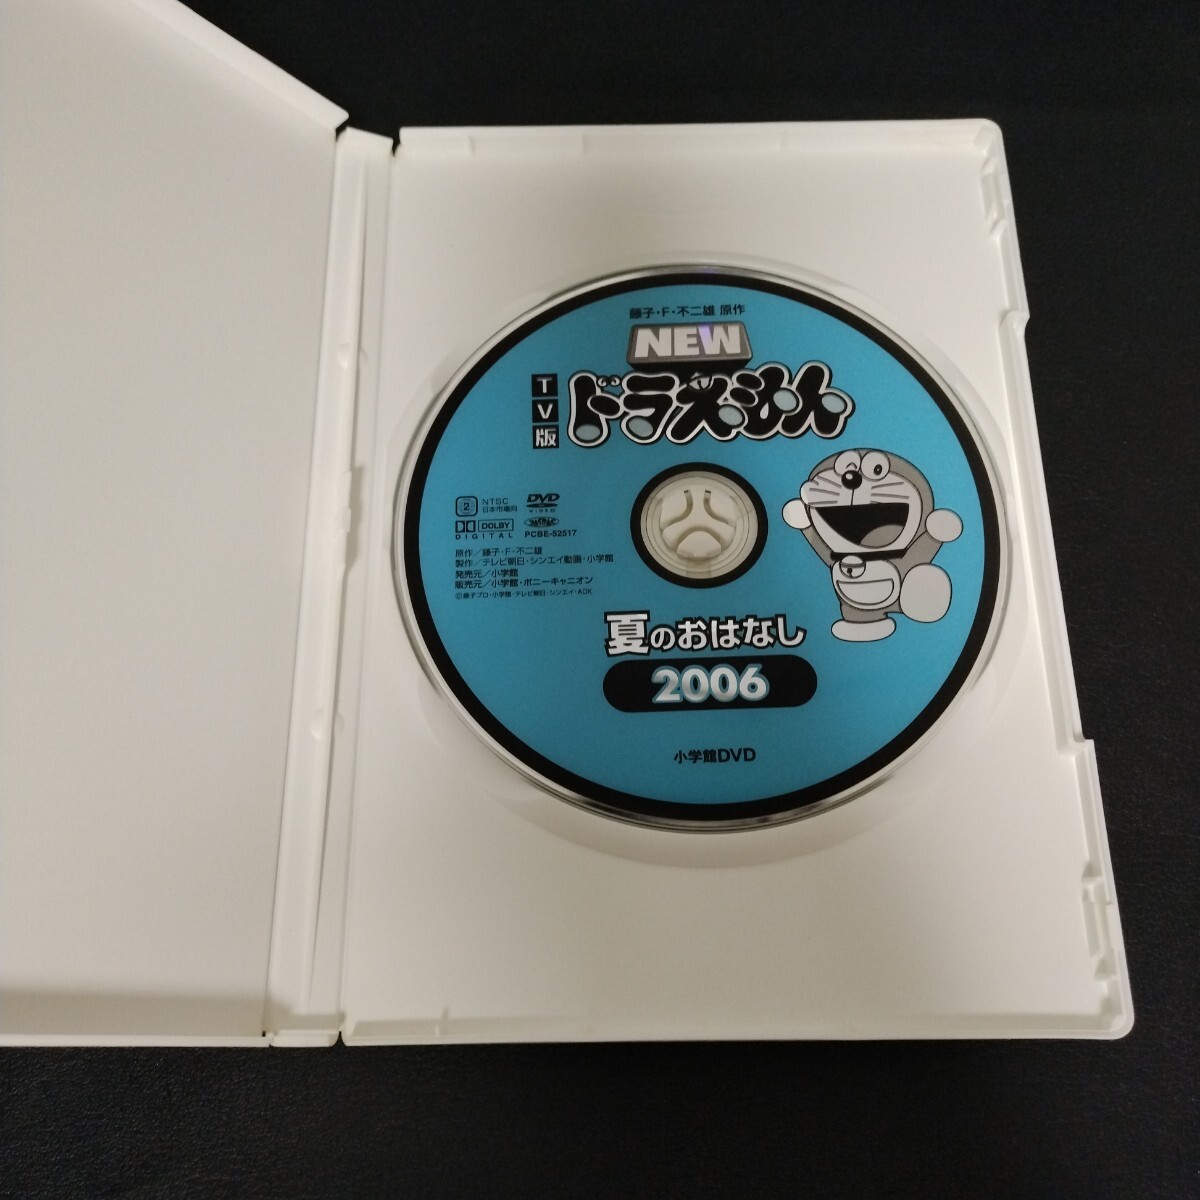 藤子・F・不二雄 原作
NEW
TV版
ドラえもん
2
NTSC
日本市場向
DVD
VIDEO
DOLBY
DIGITAL
PCBE-52517
原作／藤子・F・不二雄
製作／テレビ朝日・シンエイ動画・小学館
発売元／小学館
販売元／小学館・ポニーキャニオン
©藤子プロ・小学館・テレビ朝日・シンエイ・ADK
夏のおはなし
2006
小学館DVD